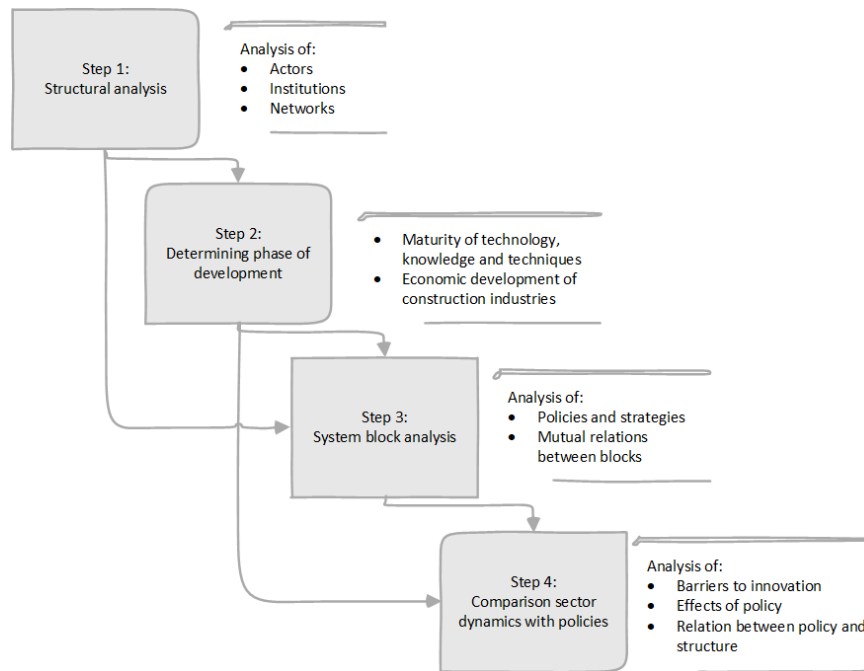 Step 1:
Structural analysis
Analysis of:
• Actors
• Institutions
• Networks
Step 2:
Determining phase of
development
• Maturity of technology,
knowledge and techniques
• Economic development of
construction industries
Step 3:
System block analysis
Analysis of:
• Policies and strategies
• Mutual relations
between blocks
Step 4:
Comparison sector
dynamics with policies
Analysis of:
• Barriers to innovation
• Effects of policy
• Relation between policy and
structure